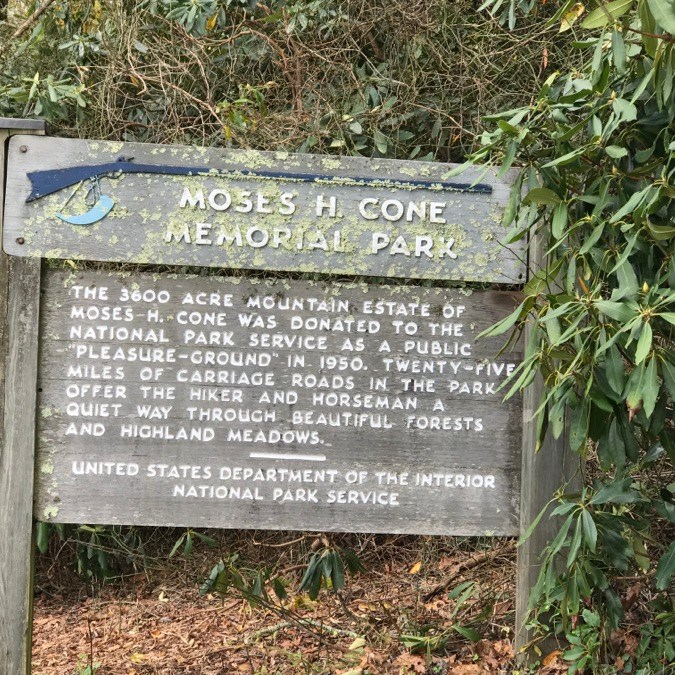 MOSES H. CONE
MEMORIAL PARK
THE 3600 ACRE MOUNTAIN ESTATE OF
MOSES H. CONE WAS DONATED TO THE
NATIONAL PARK SERVICE AS A PUBLIC
"PLEASURE-GROUND" IN 1950. TWENTY-FIVE
MILES OF CARRIAGE ROADS IN THE PARK
OFFER THE HIKER AND HORSEMAN A
QUIET WAY THROUGH BEAUTIFUL FORESTS
AND HIGHLAND MEADOWS.
UNITED STATES DEPARTMENT OF THE INTERIOR
NATIONAL PARK SERVICE